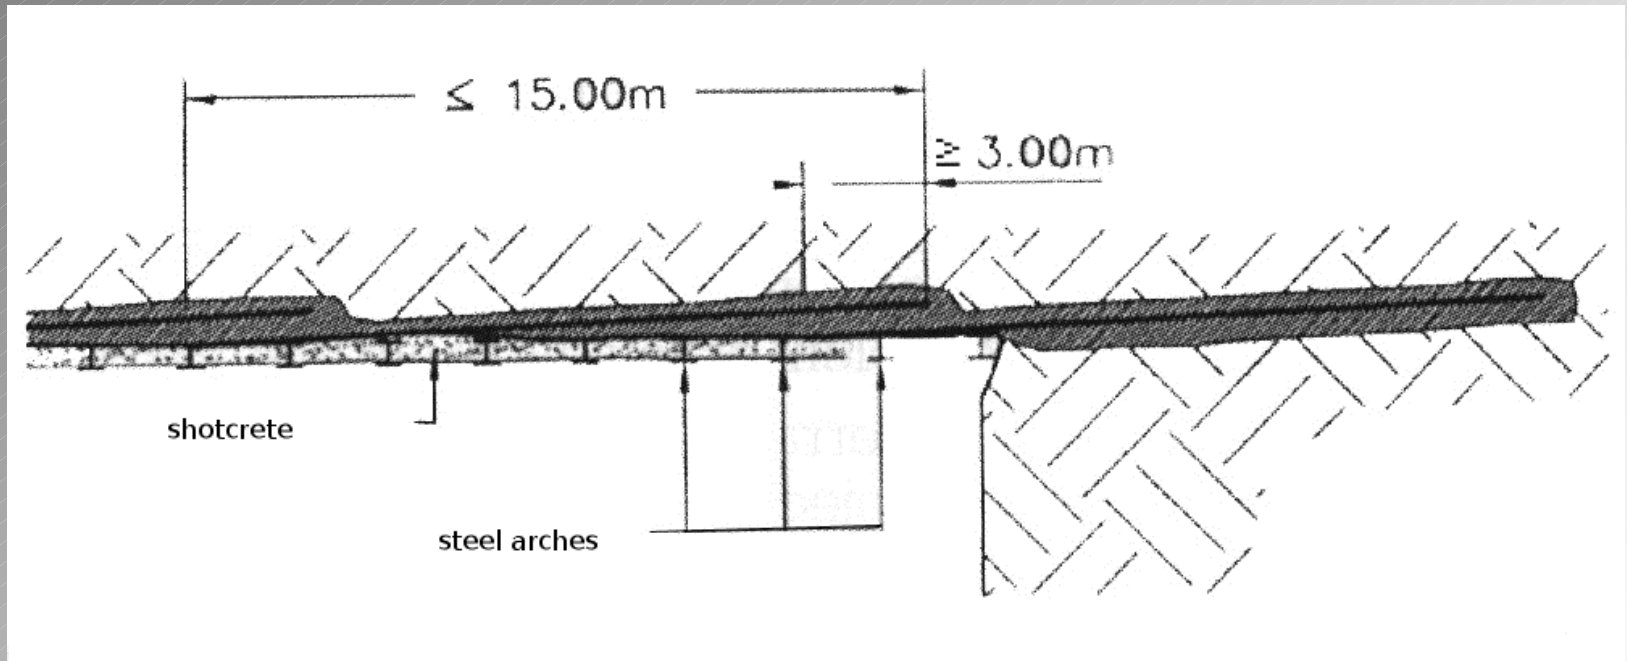 ≤ 15.00m
≥ 3.00m
shotcrete
steel arches